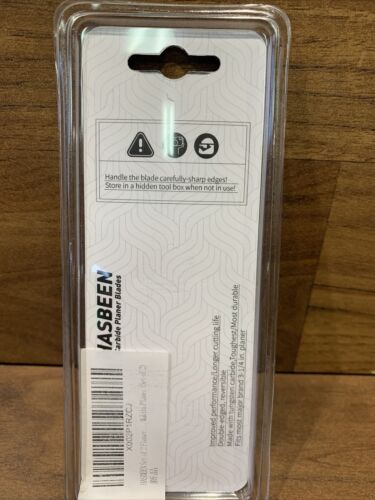 Handle the blade carefully-sharp edges!
Store in a hidden tool box when not in use!
HASBEEN
Carbide Planer Blades
Improved performance/Longer cutting life
Double-edged, reversible
Made with tungsten carbide,Toughest/Most durable
Fits most major brand 3-1/4 in. planer
X002P1RZCJ